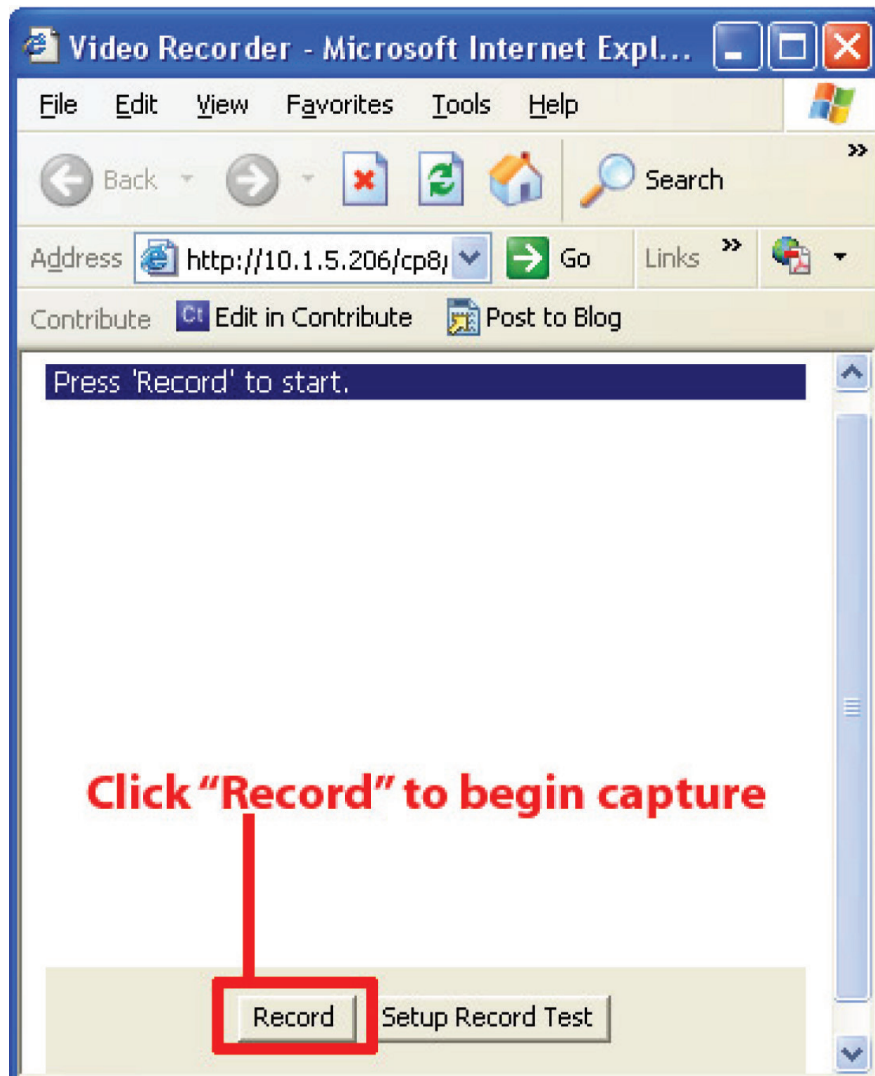 Video Recorder - Microsoft Internet Expl...
File Edit View Favorites Tools Help
Back Search »
Address http://10.1.5.206/cp8/ Go Links »
Contribute Ct Edit in Contribute Post to Blog
Press 'Record' to start.
Click “Record” to begin capture
Record Setup Record Test